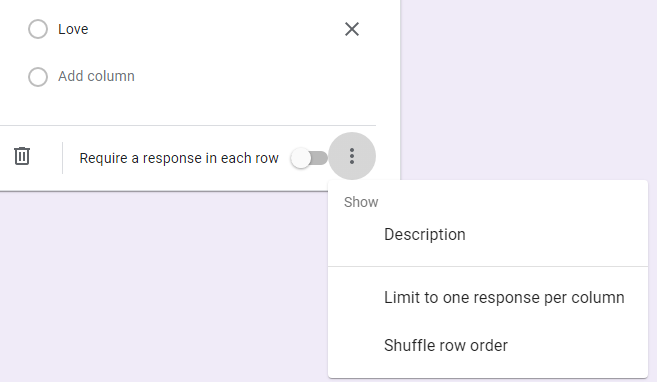 Love
Add column
Require a response in each row
Show
Description
Limit to one response per column
Shuffle row order